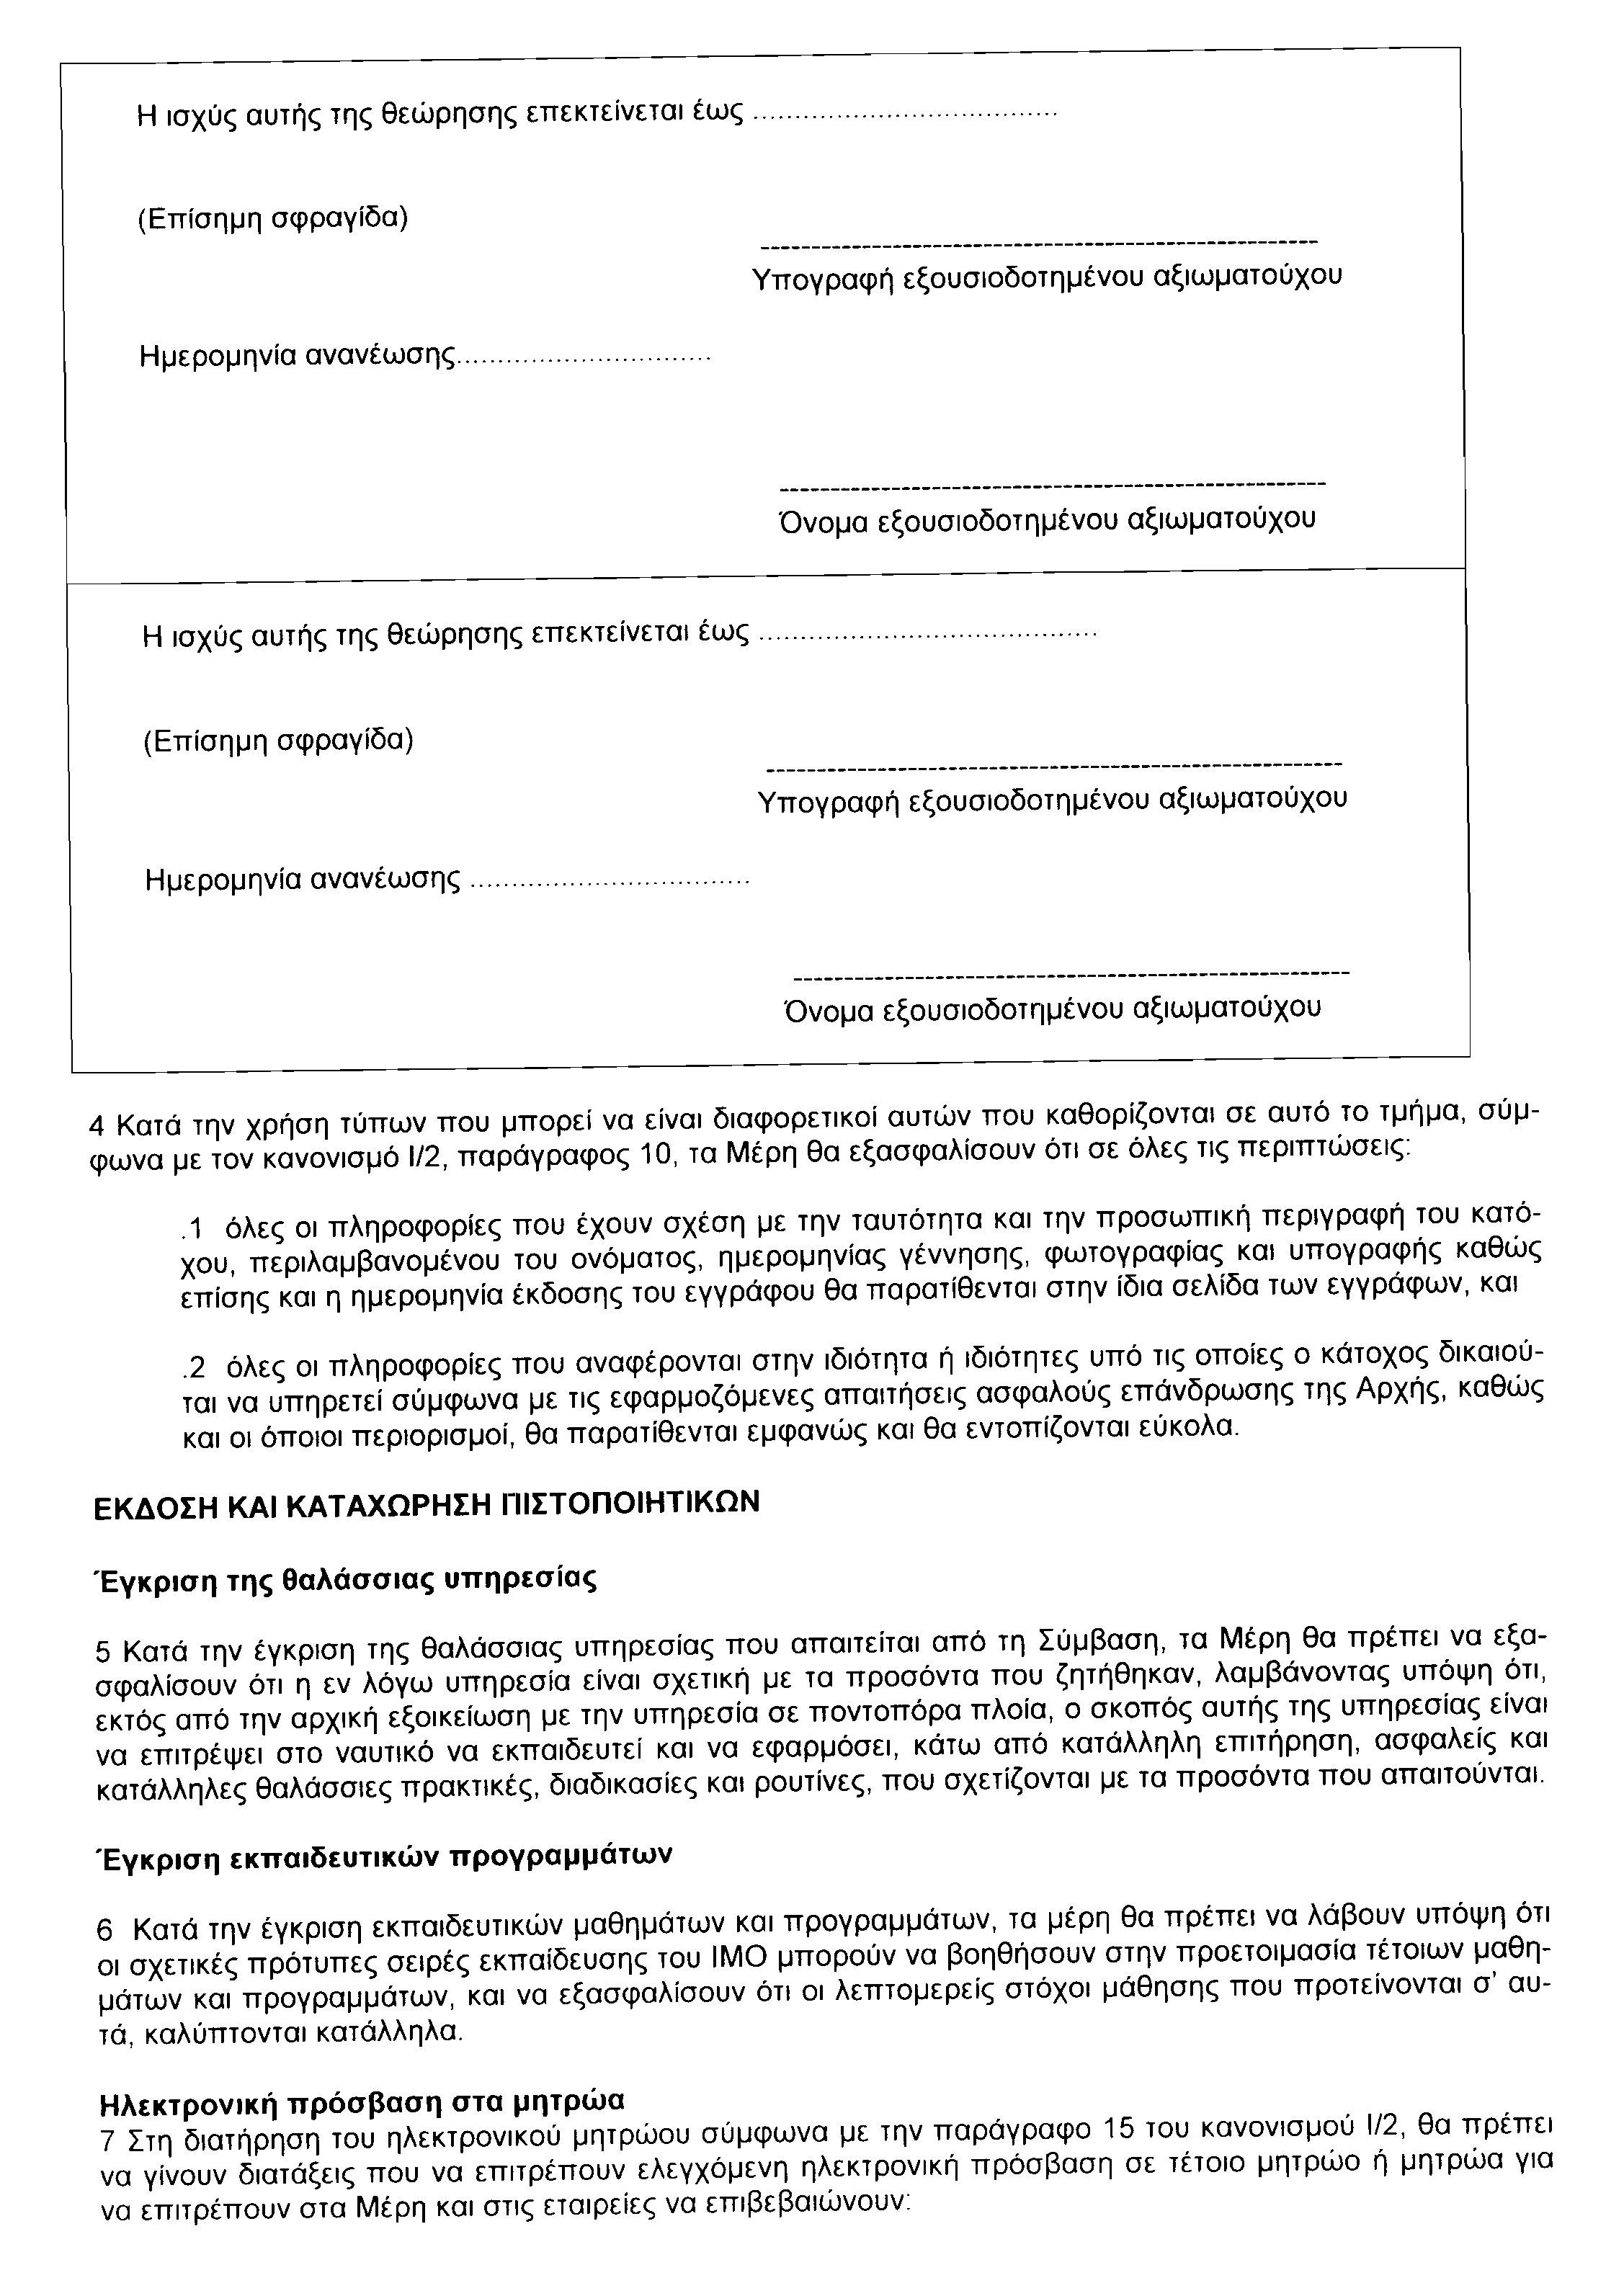 Η ισχύς αυτής της θεώρησης επεκτείνεται έως .....................................
(Επίσημη σφραγίδα)
-------------------------------------------------------
Υπογραφή εξουσιοδοτημένου αξιωματούχου
Ημερομηνία ανανέωσης...............................
------------------------------------------------------
Όνομα εξουσιοδοτημένου αξιωματούχου
Η ισχύς αυτής της θεώρησης επεκτείνεται έως .........................................
(Επίσημη σφραγίδα)
---------------------------------------------------------
Υπογραφή εξουσιοδοτημένου αξιωματούχου
Ημερομηνία ανανέωσης ..................................
-------------------------------------------------------
Όνομα εξουσιοδοτημένου αξιωματούχου
4 Κατά την χρήση τύπων που μπορεί να είναι διαφορετικοί αυτών που καθορίζονται σε αυτό το τμήμα, σύμ-
φωνα με τον κανονισμό Ι/2, παράγραφος 10, τα Μέρη θα εξασφαλίσουν ότι σε όλες τις περιπτώσεις:
.1 όλες οι πληροφορίες που έχουν σχέση με την ταυτότητα και την προσωπική περιγραφή του κατό-
χου, περιλαμβανομένου του ονόματος, ημερομηνίας γέννησης, φωτογραφίας και υπογραφής καθώς
επίσης και η ημερομηνία έκδοσης του εγγράφου θα παρατίθενται στην ίδια σελίδα των εγγράφων, και
.2 όλες οι πληροφορίες που αναφέρονται στην ιδιότητα ή ιδιότητες υπό τις οποίες ο κάτοχος δικαιού-
ται να υπηρετεί σύμφωνα με τις εφαρμοζόμενες απαιτήσεις ασφαλούς επάνδρωσης της Αρχής, καθώς
και οι όποιοι περιορισμοί, θα παρατίθενται εμφανώς και θα εντοπίζονται εύκολα.
ΕΚΔΟΣΗ ΚΑΙ ΚΑΤΑΧΩΡΗΣΗ ΠΙΣΤΟΠΟΙΗΤΙΚΩΝ
Έγκριση της θαλάσσιας υπηρεσίας
5 Κατά την έγκριση της θαλάσσιας υπηρεσίας που απαιτείται από τη Σύμβαση, τα Μέρη θα πρέπει να εξα-
σφαλίσουν ότι η εν λόγω υπηρεσία είναι σχετική με τα προσόντα που ζητήθηκαν, λαμβάνοντας υπόψη ότι,
εκτός από την αρχική εξοικείωση με την υπηρεσία σε ποντοπόρα πλοία, ο σκοπός αυτής της υπηρεσίας είναι
να επιτρέψει στο ναυτικό να εκπαιδευτεί και να εφαρμόσει, κάτω από κατάλληλη επιτήρηση, ασφαλείς και
κατάλληλες θαλάσσιες πρακτικές, διαδικασίες και ρουτίνες, που σχετίζονται με τα προσόντα που απαιτούνται.
Έγκριση εκπαιδευτικών προγραμμάτων
6 Κατά την έγκριση εκπαιδευτικών μαθημάτων και προγραμμάτων, τα μέρη θα πρέπει να λάβουν υπόψη ότι
οι σχετικές πρότυπες σειρές εκπαίδευσης του ΙΜΟ μπορούν να βοηθήσουν στην προετοιμασία τέτοιων μαθη-
μάτων και προγραμμάτων, και να εξασφαλίσουν ότι οι λεπτομερείς στόχοι μάθησης που προτείνονται σ' αυ-
τά, καλύπτονται κατάλληλα.
Ηλεκτρονική πρόσβαση στα μητρώα
7 Στη διατήρηση του ηλεκτρονικού μητρώου σύμφωνα με την παράγραφο 15 του κανονισμού Ι/2, θα πρέπει
να γίνουν διατάξεις που να επιτρέπουν ελεγχόμενη ηλεκτρονική πρόσβαση σε τέτοιο μητρώο ή μητρώα για
να επιτρέπουν στα Μέρη και στις εταιρείες να επιβεβαιώνουν: